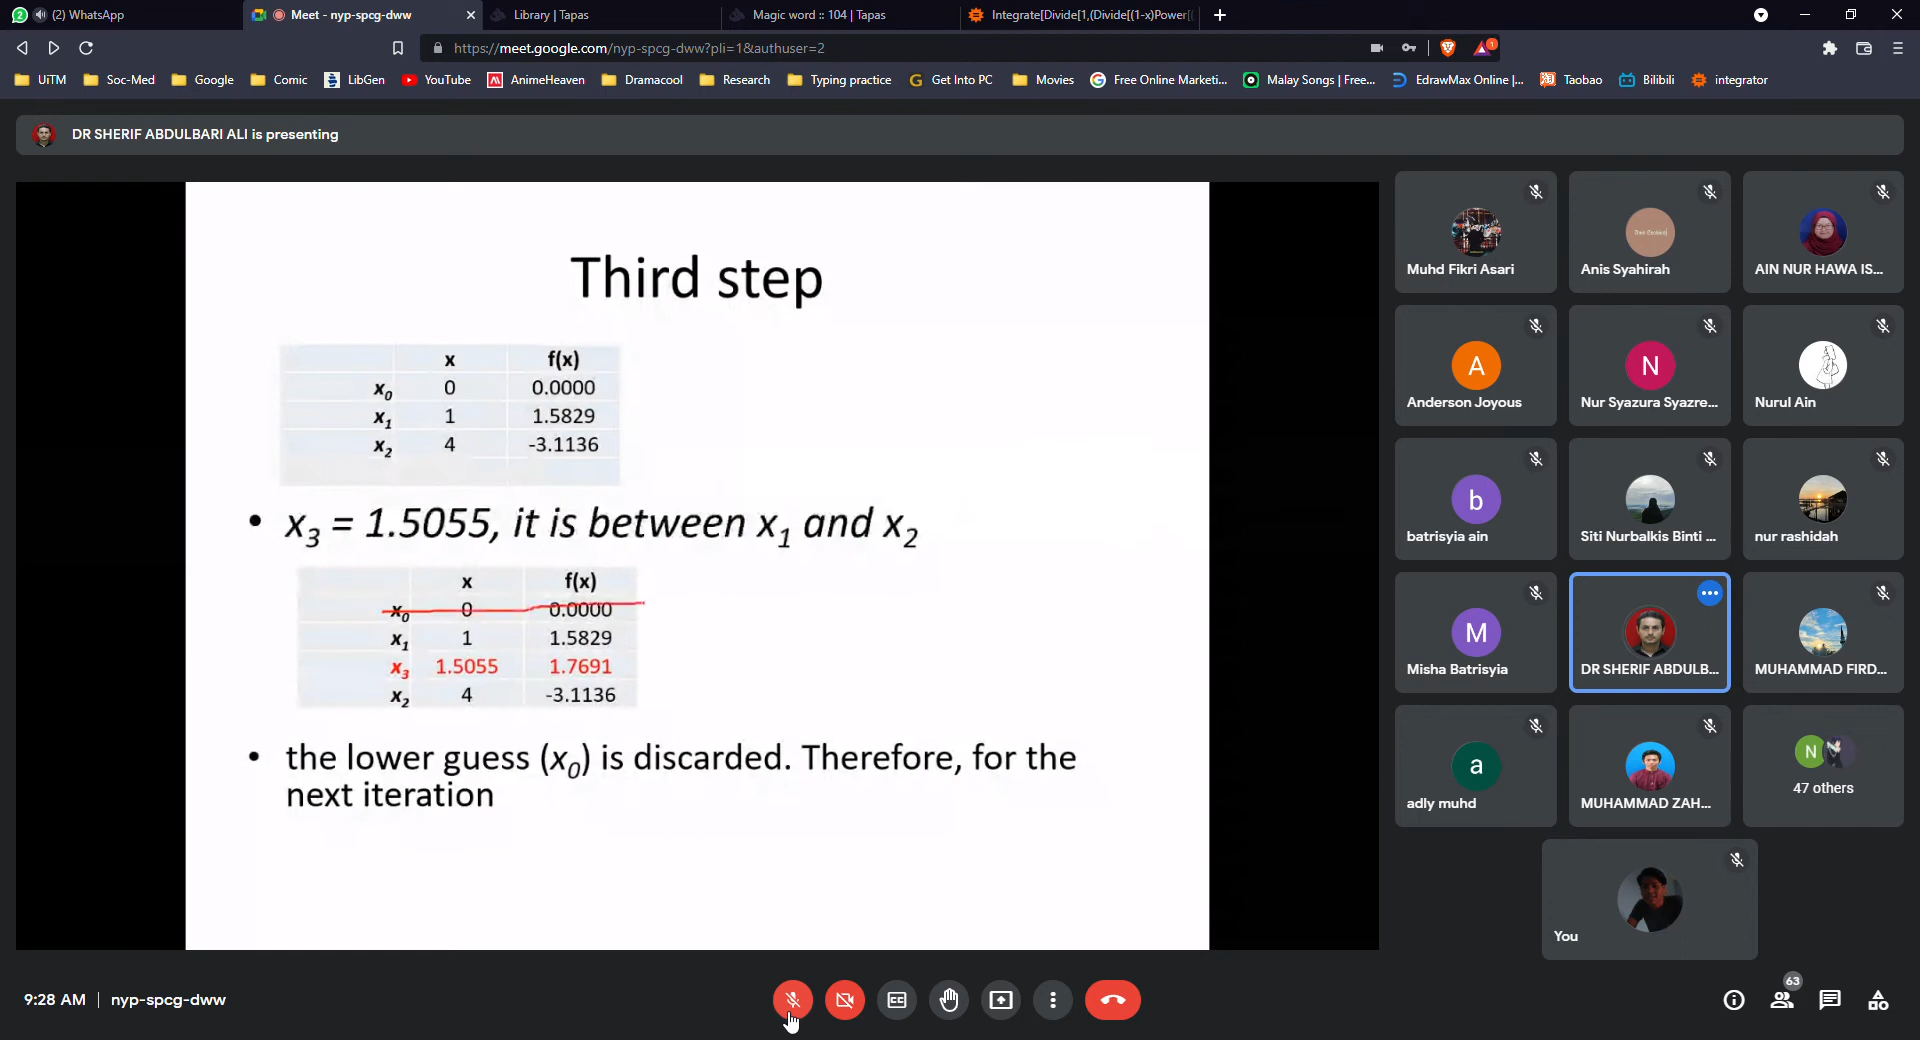 2
(2) WhatsApp
Meet - nyp-spcg-dww
Library | Tapas
Magic word :: 104 | Tapas
Integrate[Divide[1,(Divide[(1-x)Power[(
https://meet.google.com/nyp-spcg-dww?pli=1&authuser=2
1
UiTM
Soc-Med
Google
Comic
LibGen
YouTube
AnimeHeaven
Dramacool
Research
Typing practice
Get Into PC
Movies
Free Online Marketi...
Malay Songs | Free...
EdrawMax Online |...
Taobao
Bilibili
integrator
DR SHERIF ABDULBARI ALI is presenting
Third step
x f(x)
x0 0 0.0000
x1 1 1.5829
x2 4 -3.1136
• x3 = 1.5055, it is between x1 and x2
x f(x)
x0 0 0.0000
x1 1 1.5829
x3 1.5055 1.7691
x2 4 -3.1136
• the lower guess (x0) is discarded. Therefore, for the
next iteration
Muhd Fikri Asari
Anis Syahirah
AIN NUR HAWA IS...
A
Anderson Joyous
N
Nur Syazura Syazre...
Nurul Ain
b
batrisyia ain
Siti Nurbalkis Binti ...
nur rashidah
M
Misha Batrisyia
DR SHERIF ABDULB...
MUHAMMAD FIRD...
a
adly muhd
MUHAMMAD ZAH...
N
47 others
You
9:28 AM | nyp-spcg-dww
CC
63